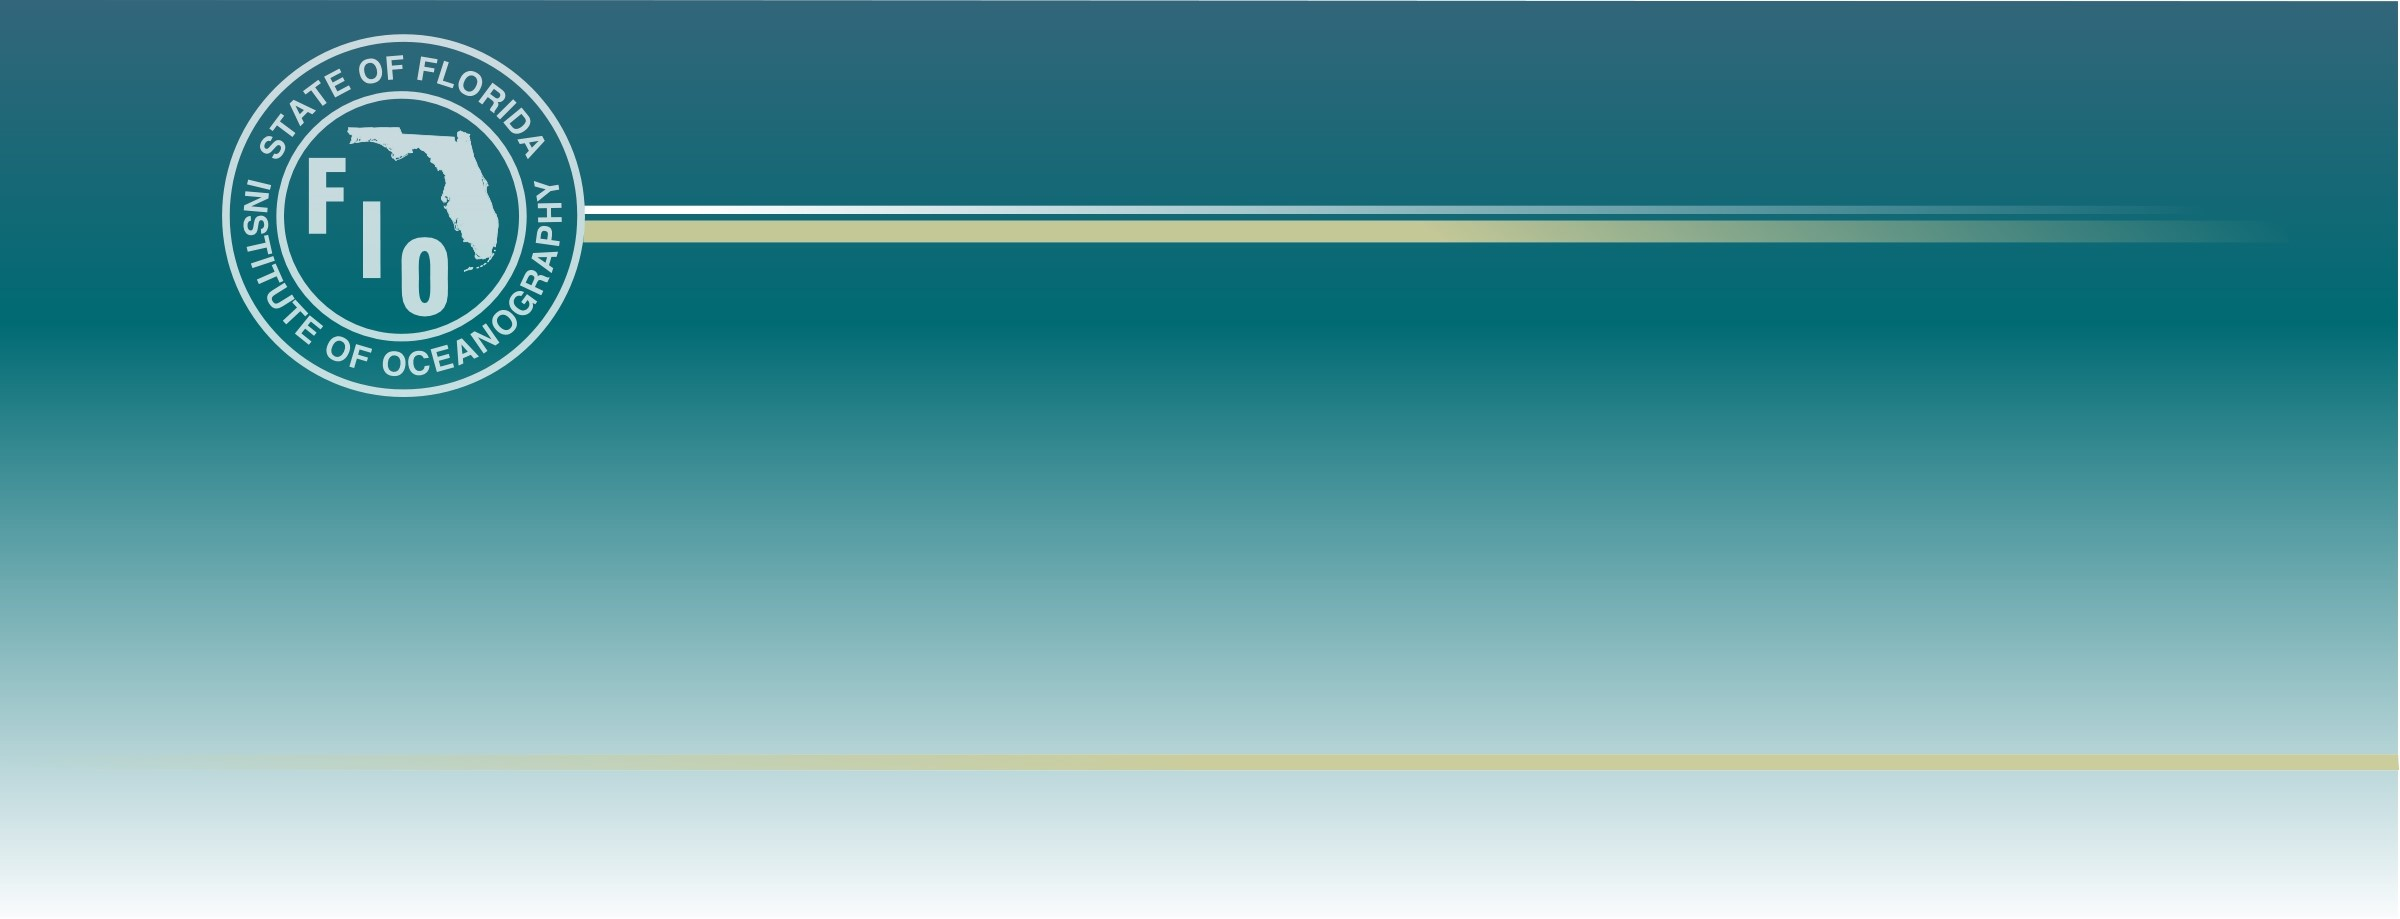 STATE OF FLORIDA
INSTITUTE OF OCEANOGRAPHY
FIO